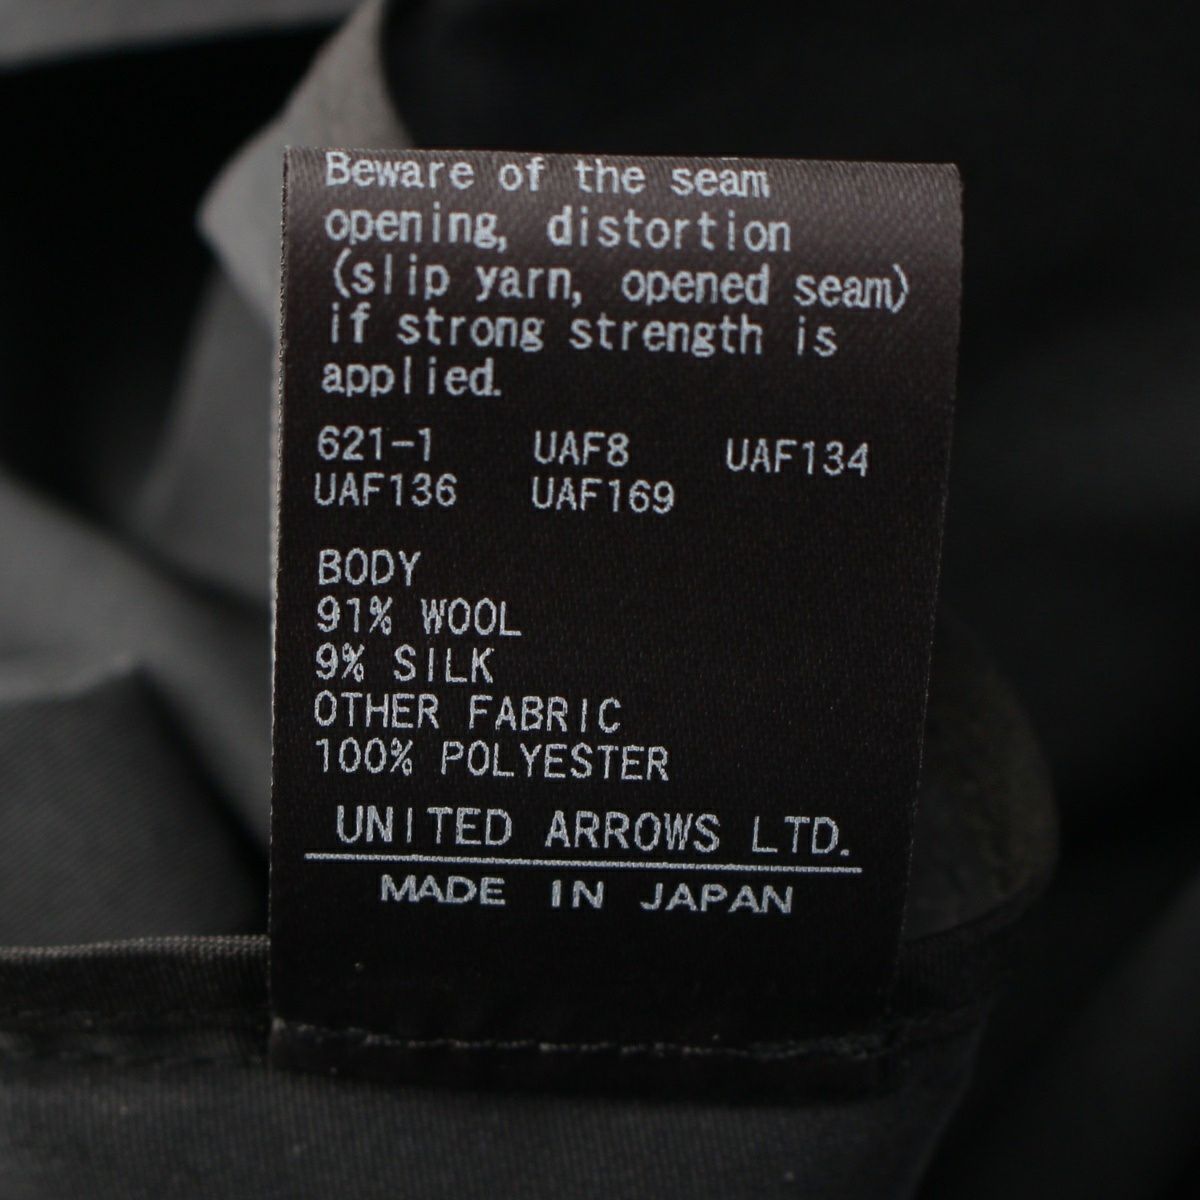 Beware of the seam
opening, distortion
(slip yarn, opened seam)
if strong strength is
applied.
621-1 UAF8 UAF134
UAF136 UAF169
BODY
91% WOOL
9% SILK
OTHER FABRIC
100% POLYESTER
UNITED ARROWS LTD.
MADE IN JAPAN